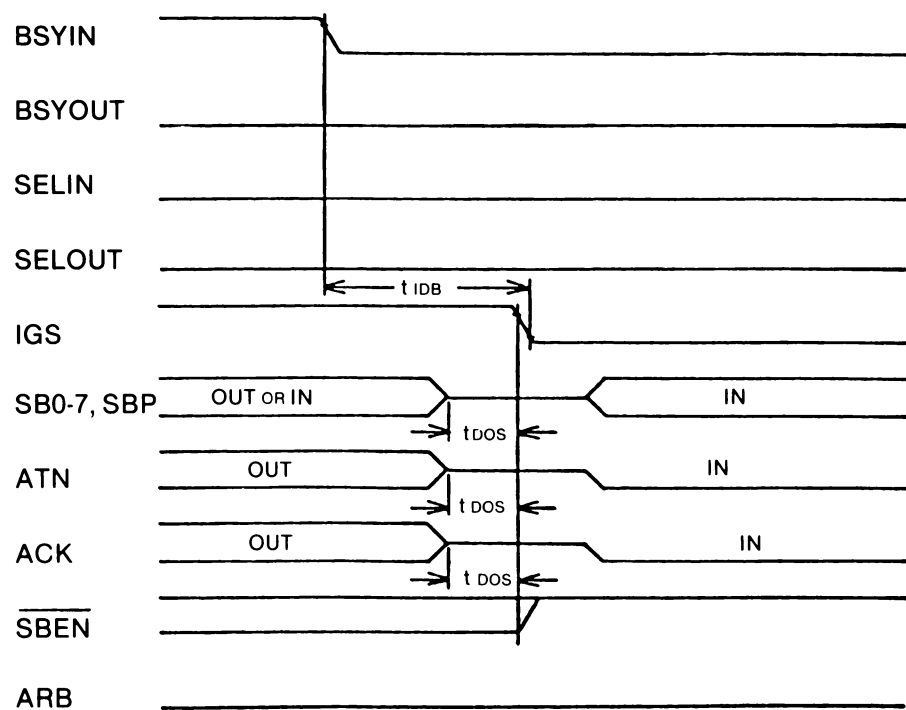 BSYIN
BSYOUT
SELIN
SELOUT
t IDB
IGS
SB0-7, SBP OUT OR IN IN
t DOS
ATN OUT IN
t DOS
ACK OUT IN
t DOS
SBEN
ARB